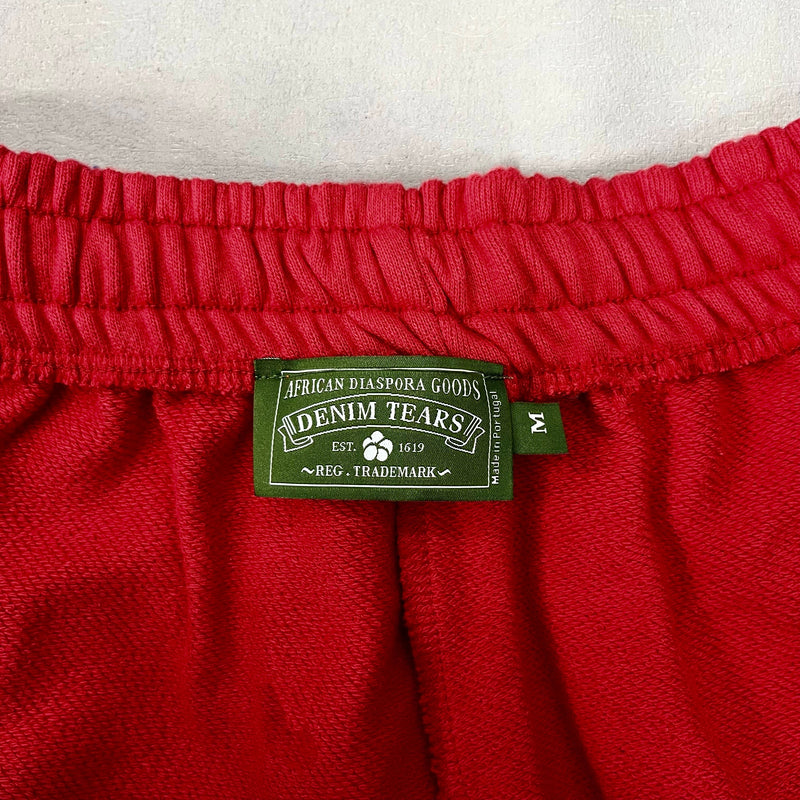 AFRICAN DIASPORA GOODS
DENIM TEARS
EST. 1619
~REG. TRADEMARK~
Made in Portugal
M